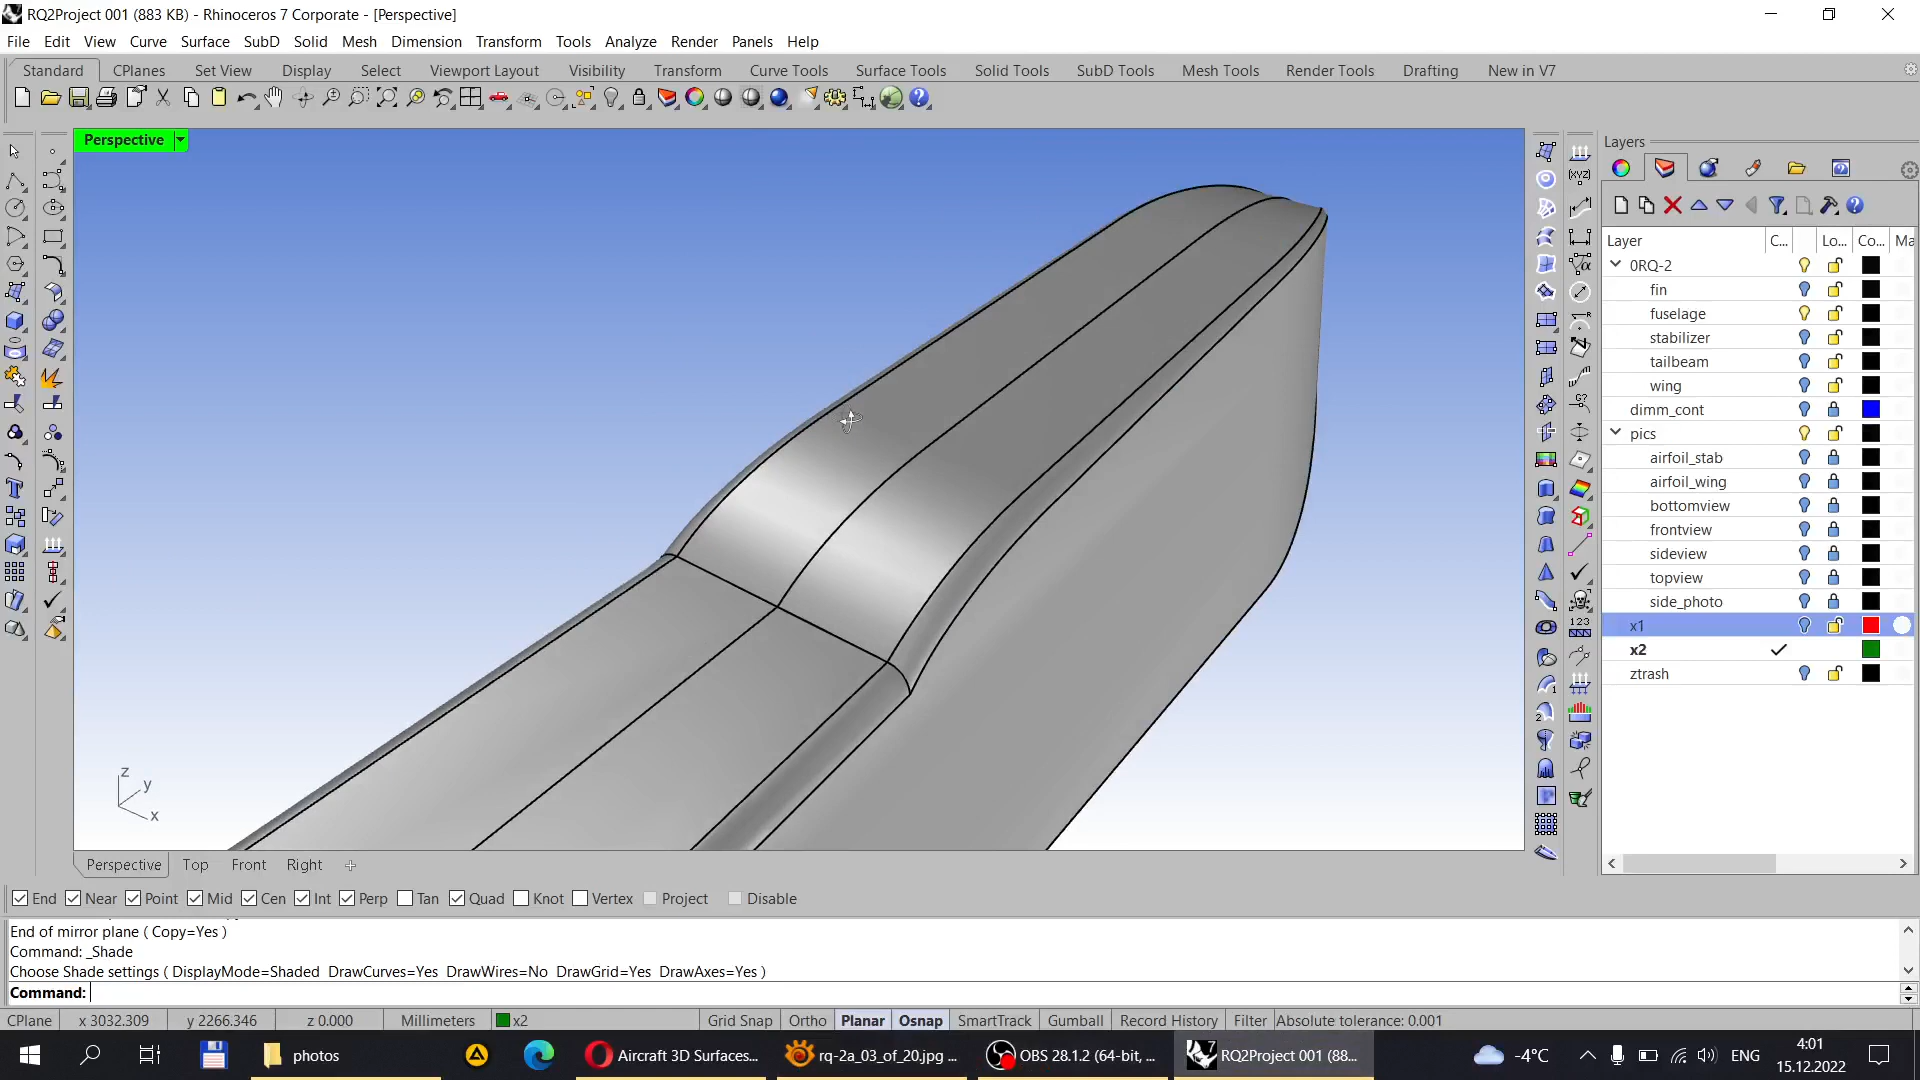 RQ2Project 001 (883 KB) - Rhinoceros 7 Corporate - [Perspective]
File Edit View Curve Surface SubD Solid Mesh Dimension Transform Tools Analyze Render Panels Help
Standard CPlanes Set View Display Select Viewport Layout Visibility Transform Curve Tools Surface Tools Solid Tools SubD Tools Mesh Tools Render Tools Drafting New in V7
Perspective
Layers
Layer C... Lo... Co... Ma
0RQ-2
fin
fuselage
stabilizer
tailbeam
wing
dimm_cont
pics
airfoil_stab
airfoil_wing
bottomview
frontview
sideview
topview
side_photo
x1
x2
ztrash
z
y
x
Perspective Top Front Right
End Near Point Mid Cen Int Perp Tan Quad Knot Vertex Project Disable
End of mirror plane ( Copy=Yes )
Command: _Shade
Choose Shade settings ( DisplayMode=Shaded DrawCurves=Yes DrawWires=No DrawGrid=Yes DrawAxes=Yes )
Command:
CPlane x 3032.309 y 2266.346 z 0.000 Millimeters x2 Grid Snap Ortho Planar Osnap SmartTrack Gumball Record History Filter Absolute tolerance: 0.001
photos Aircraft 3D Surfaces... rq-2a_03_of_20.jpg ... OBS 28.1.2 (64-bit, ... RQ2Project 001 (88... -4°C ENG 4:01
15.12.2022